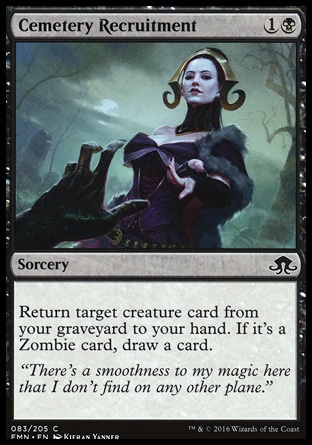 Cemetery Recruitment 1
Sorcery
Return target creature card from
your graveyard to your hand. If it's a
Zombie card, draw a card.
"There's a smoothness to my magic here
that I don't find on any other plane."
083/205 C
EMN • EN Kieran Yanner
™ & © 2016 Wizards of the Coast